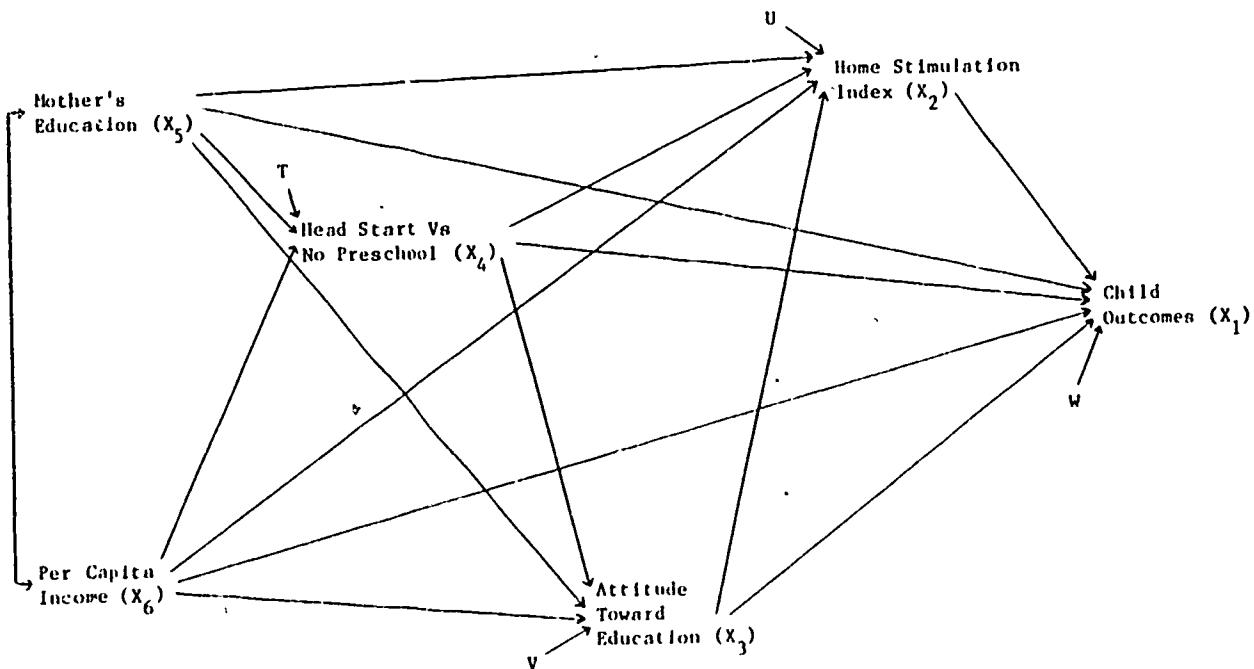 U
Home Stimulation
Index (X2)
Mother's
Education (X5)
T
Head Start Vs
No Preschool (X4)
Child
Outcomes (X1)
W
Per Capita
Income (X6)
Attitude
Toward
Education (X3)
V